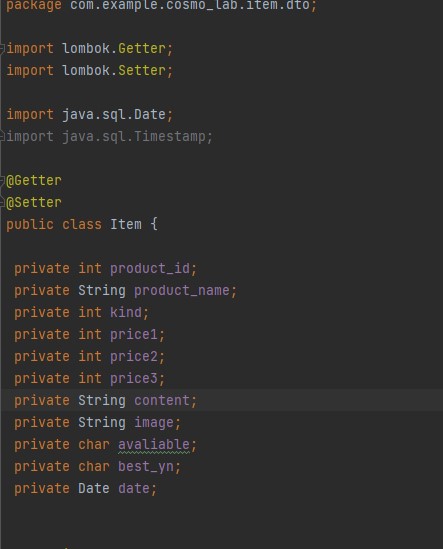 package com.example.cosmo_lab.item.dto;
import lombok.Getter;
import lombok.Setter;
import java.sql.Date;
import java.sql.Timestamp;
@Getter
@Setter
public class Item {
private int product_id;
private String product_name;
private int kind;
private int price1;
private int price2;
private int price3;
private String content;
private String image;
private char avaliable;
private char best_yn;
private Date date;